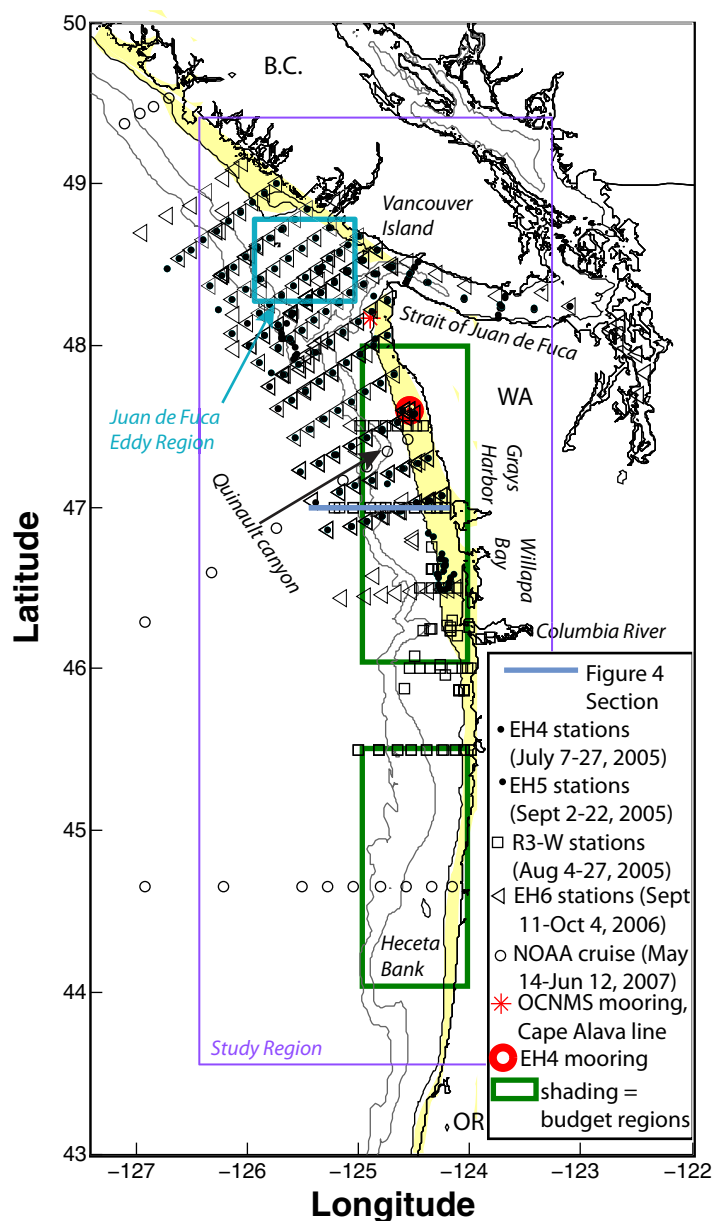 50
49
48
47
46
45
44
43
Latitude
−127
−126
−125
−124
−123
−122
Longitude
B.C.
Vancouver
Island
Strait of Juan de Fuca
Juan de Fuca
Eddy Region
WA
Quinault canyon
Grays
Harbor
Willapa
Bay
Columbia River
Heceta
Bank
Study Region
OR
Figure 4
Section
EH4 stations
(July 7-27, 2005)
EH5 stations
(Sept 2-22, 2005)
R3-W stations
(Aug 4-27, 2005)
EH6 stations (Sept
11-Oct 4, 2006)
NOAA cruise (May
14-Jun 12, 2007)
OCNMS mooring,
Cape Alava line
EH4 mooring
shading =
budget regions